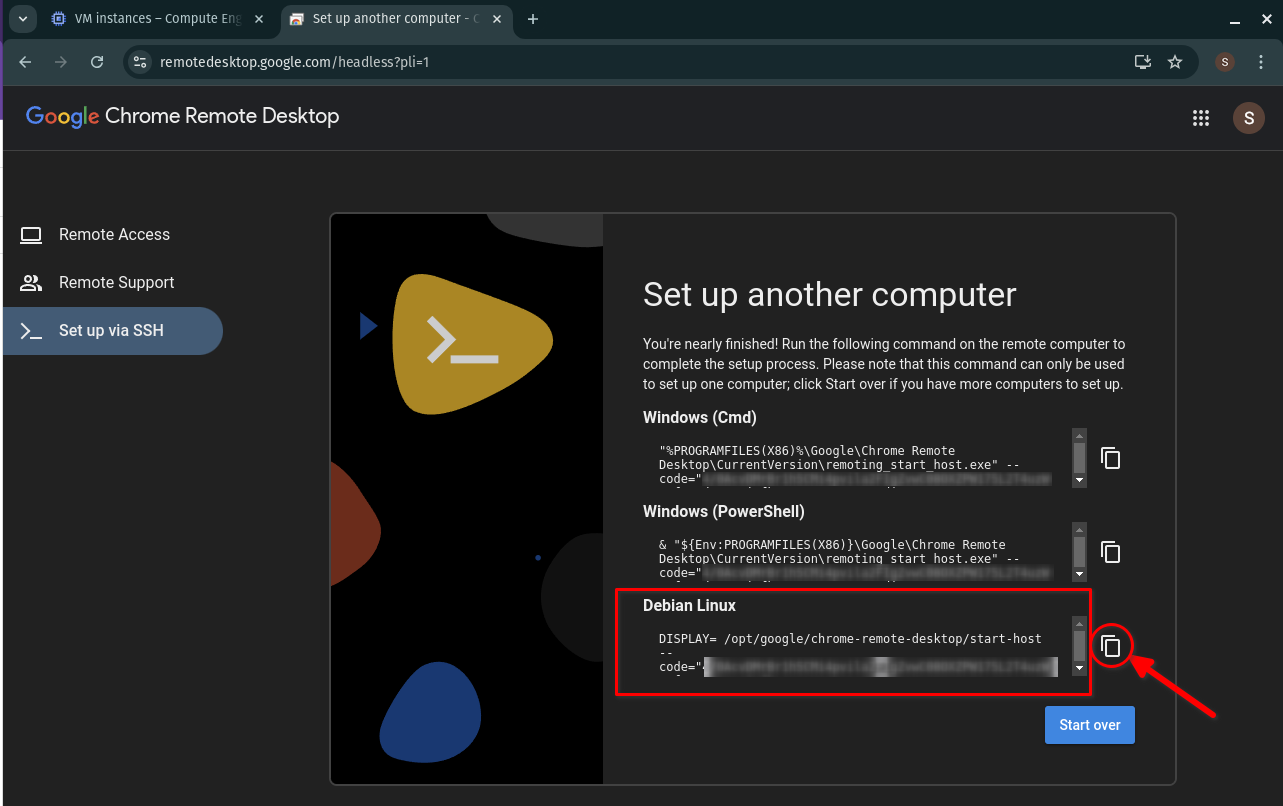 VM instances – Compute Eng
Set up another computer - C
remotedesktop.google.com/headless?pli=1
S
Google Chrome Remote Desktop
S
Remote Access
Remote Support
Set up via SSH
Set up another computer
You're nearly finished! Run the following command on the remote computer to
complete the setup process. Please note that this command can only be used
to set up one computer; click Start over if you have more computers to set up.
Windows (Cmd)
"%PROGRAMFILES(X86)%\Google\Chrome Remote
Desktop\CurrentVersion\remoting_start_host.exe" --
code="
Windows (PowerShell)
& "${Env:PROGRAMFILES(X86)}\Google\Chrome Remote
Desktop\CurrentVersion\remoting_start_host.exe" --
code="
Debian Linux
DISPLAY= /opt/google/chrome-remote-desktop/start-host
--
code="
Start over